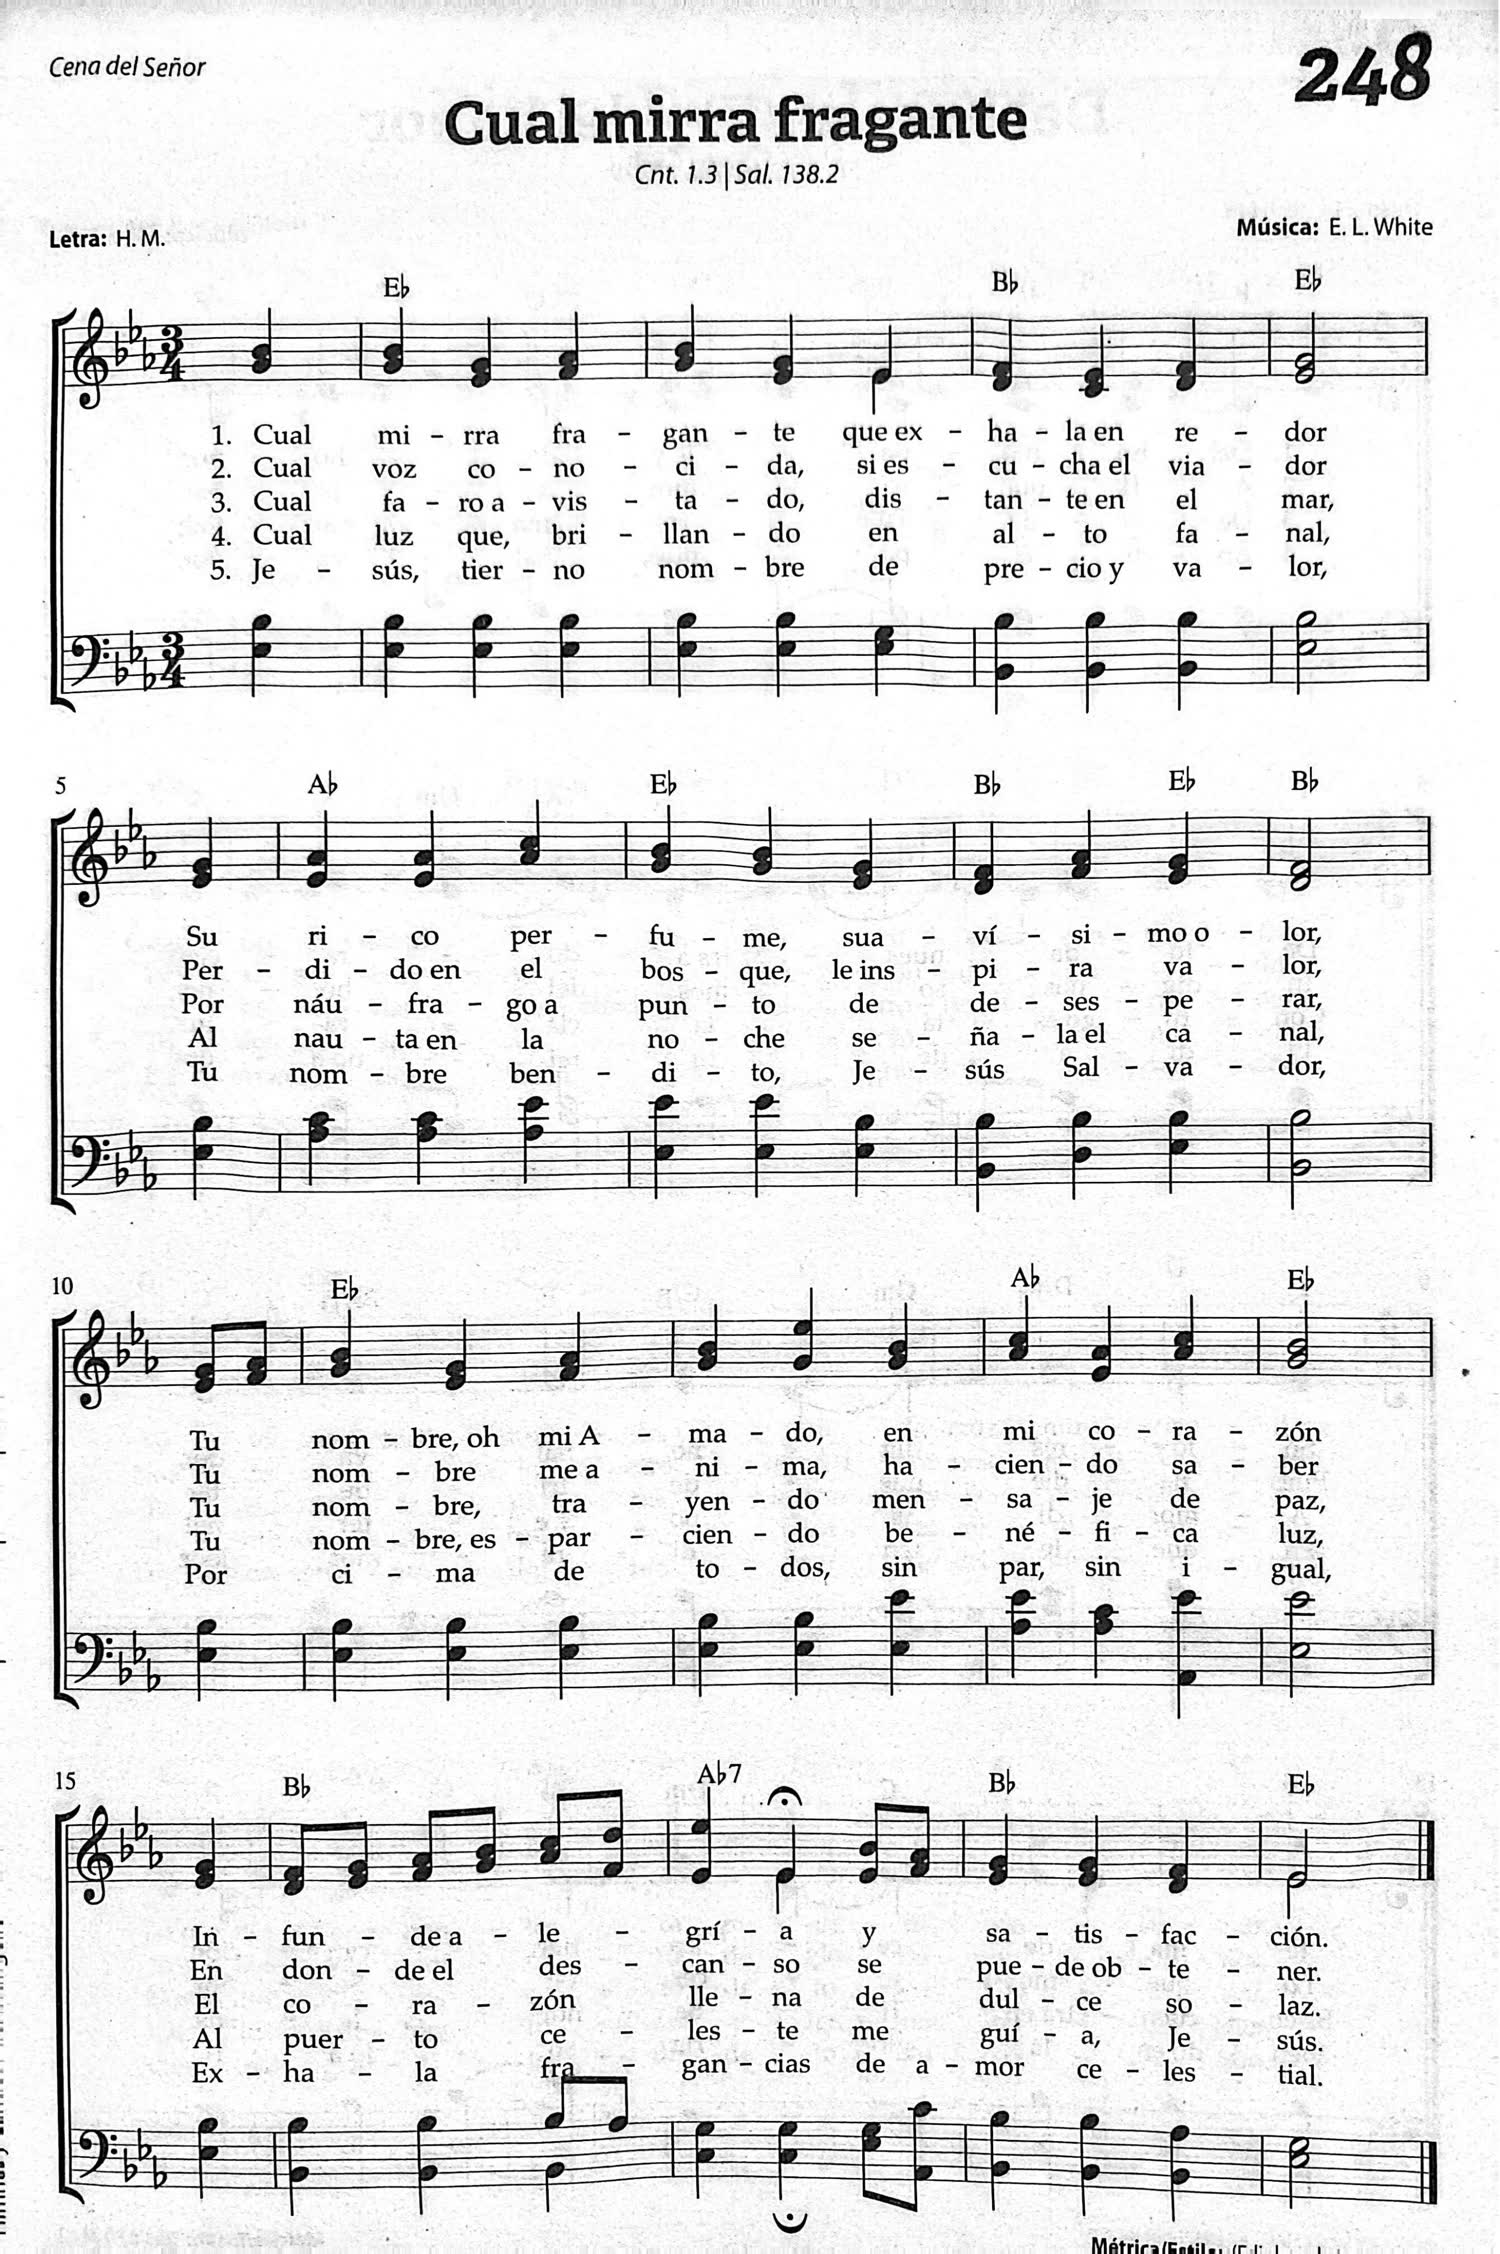 Cena del Señor
248
Cual mirra fragante
Cnt. 1.3 | Sal. 138.2
Letra: H. M.
Música: E. L. White
E♭ B♭ E♭
3 4
1. Cual mi – rra fra – gan – te que ex – ha – la en re – dor
2. Cual voz co – no – ci – da, si es – cu – cha el via – dor
3. Cual fa – ro a – vis – ta – do, dis – tan – te en el mar,
4. Cual luz que, bri – llan – do en al – to fa – nal,
5. Je – sús, tier – no nom – bre de pre – cio y va – lor,
3 4
5
A♭ E♭ B♭ E♭ B♭
Su ri – co per – fu – me, sua – ví – si – mo o – lor,
Per – di – do en el bos – que, le ins – pi – ra va – lor,
Por náu – fra – go a pun – to de de – ses – pe – rar,
Al nau – ta en la no – che se – ña – la el ca – nal,
Tu nom – bre ben – di – to, Je – sús Sal – va – dor,
10
E♭ A♭ E♭
Tu nom – bre, oh mi A – ma – do, en mi co – ra – zón
Tu nom – bre me a – ni – ma, ha – cien – do sa – ber
Tu nom – bre, tra – yen – do men – sa – je de paz,
Tu nom – bre, es – par – cien – do be – né – fi – ca luz,
Por ci – ma de to – dos, sin par, sin i – gual,
15
B♭ A♭7 B♭ E♭
In – fun – de a – le – grí – a y sa – tis – fac – ción.
En don – de el des – can – so se pue – de ob – te – ner.
El co – ra – zón lle – na de dul – ce so – laz.
Al puer – to ce – les – te me guí – a, Je – sús.
Ex – ha – la fra – gan – cias de a – mor ce – les – tial.